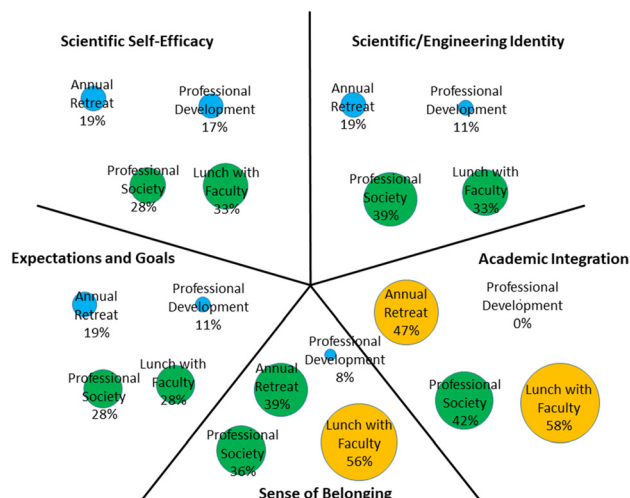 Scientific Self-Efficacy
Annual
Retreat
19%
Professional
Development
17%
Professional
Society
28%
Lunch with
Faculty
33%
Scientific/Engineering Identity
Annual
Retreat
19%
Professional
Development
11%
Professional
Society
39%
Lunch with
Faculty
33%
Expectations and Goals
Annual
Retreat
19%
Professional
Development
11%
Professional
Society
28%
Lunch with
Faculty
28%
Academic Integration
Annual
Retreat
47%
Professional
Development
0%
Professional
Society
42%
Lunch with
Faculty
58%
Professional
Development
8%
Annual
Retreat
39%
Professional
Society
36%
Lunch with
Faculty
56%
Sense of Belonging